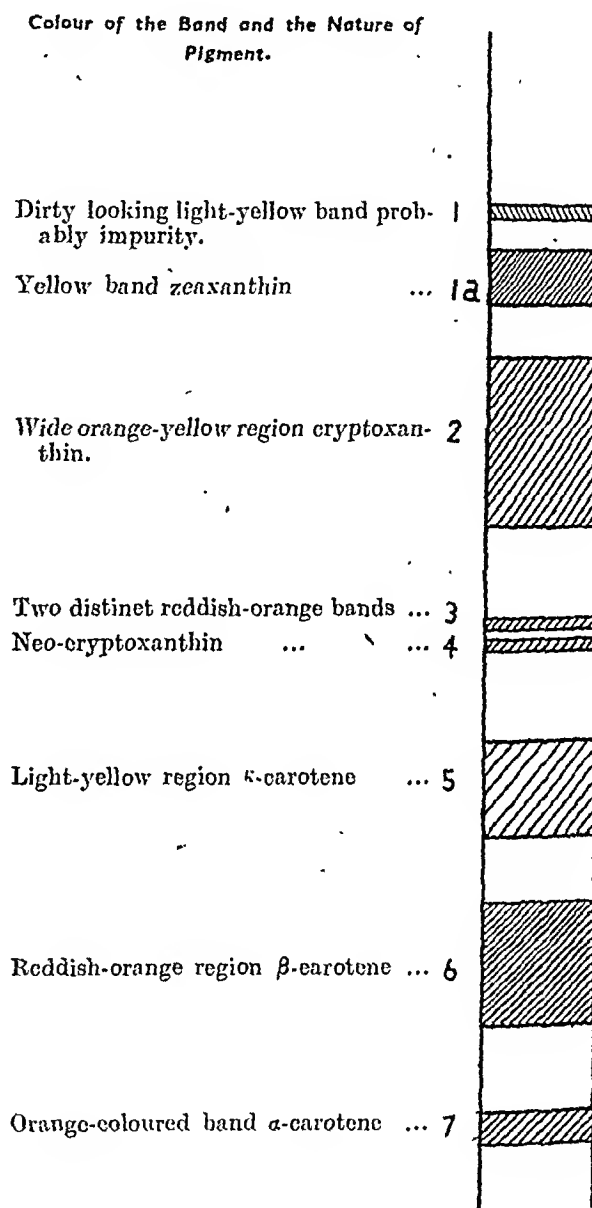 Colour of the Band and the Nature of
Pigment.
Dirty looking light-yellow band prob- 1
ably impurity.
Yellow band zeaxanthin ... 1a
Wide orange-yellow region cryptoxan- 2
thin.
Two distinct reddish-orange bands ... 3
Neo-cryptoxanthin ... ... 4
Light-yellow region κ-carotene ... 5
Reddish-orange region β-carotene ... 6
Orange-coloured band α-carotene ... 7